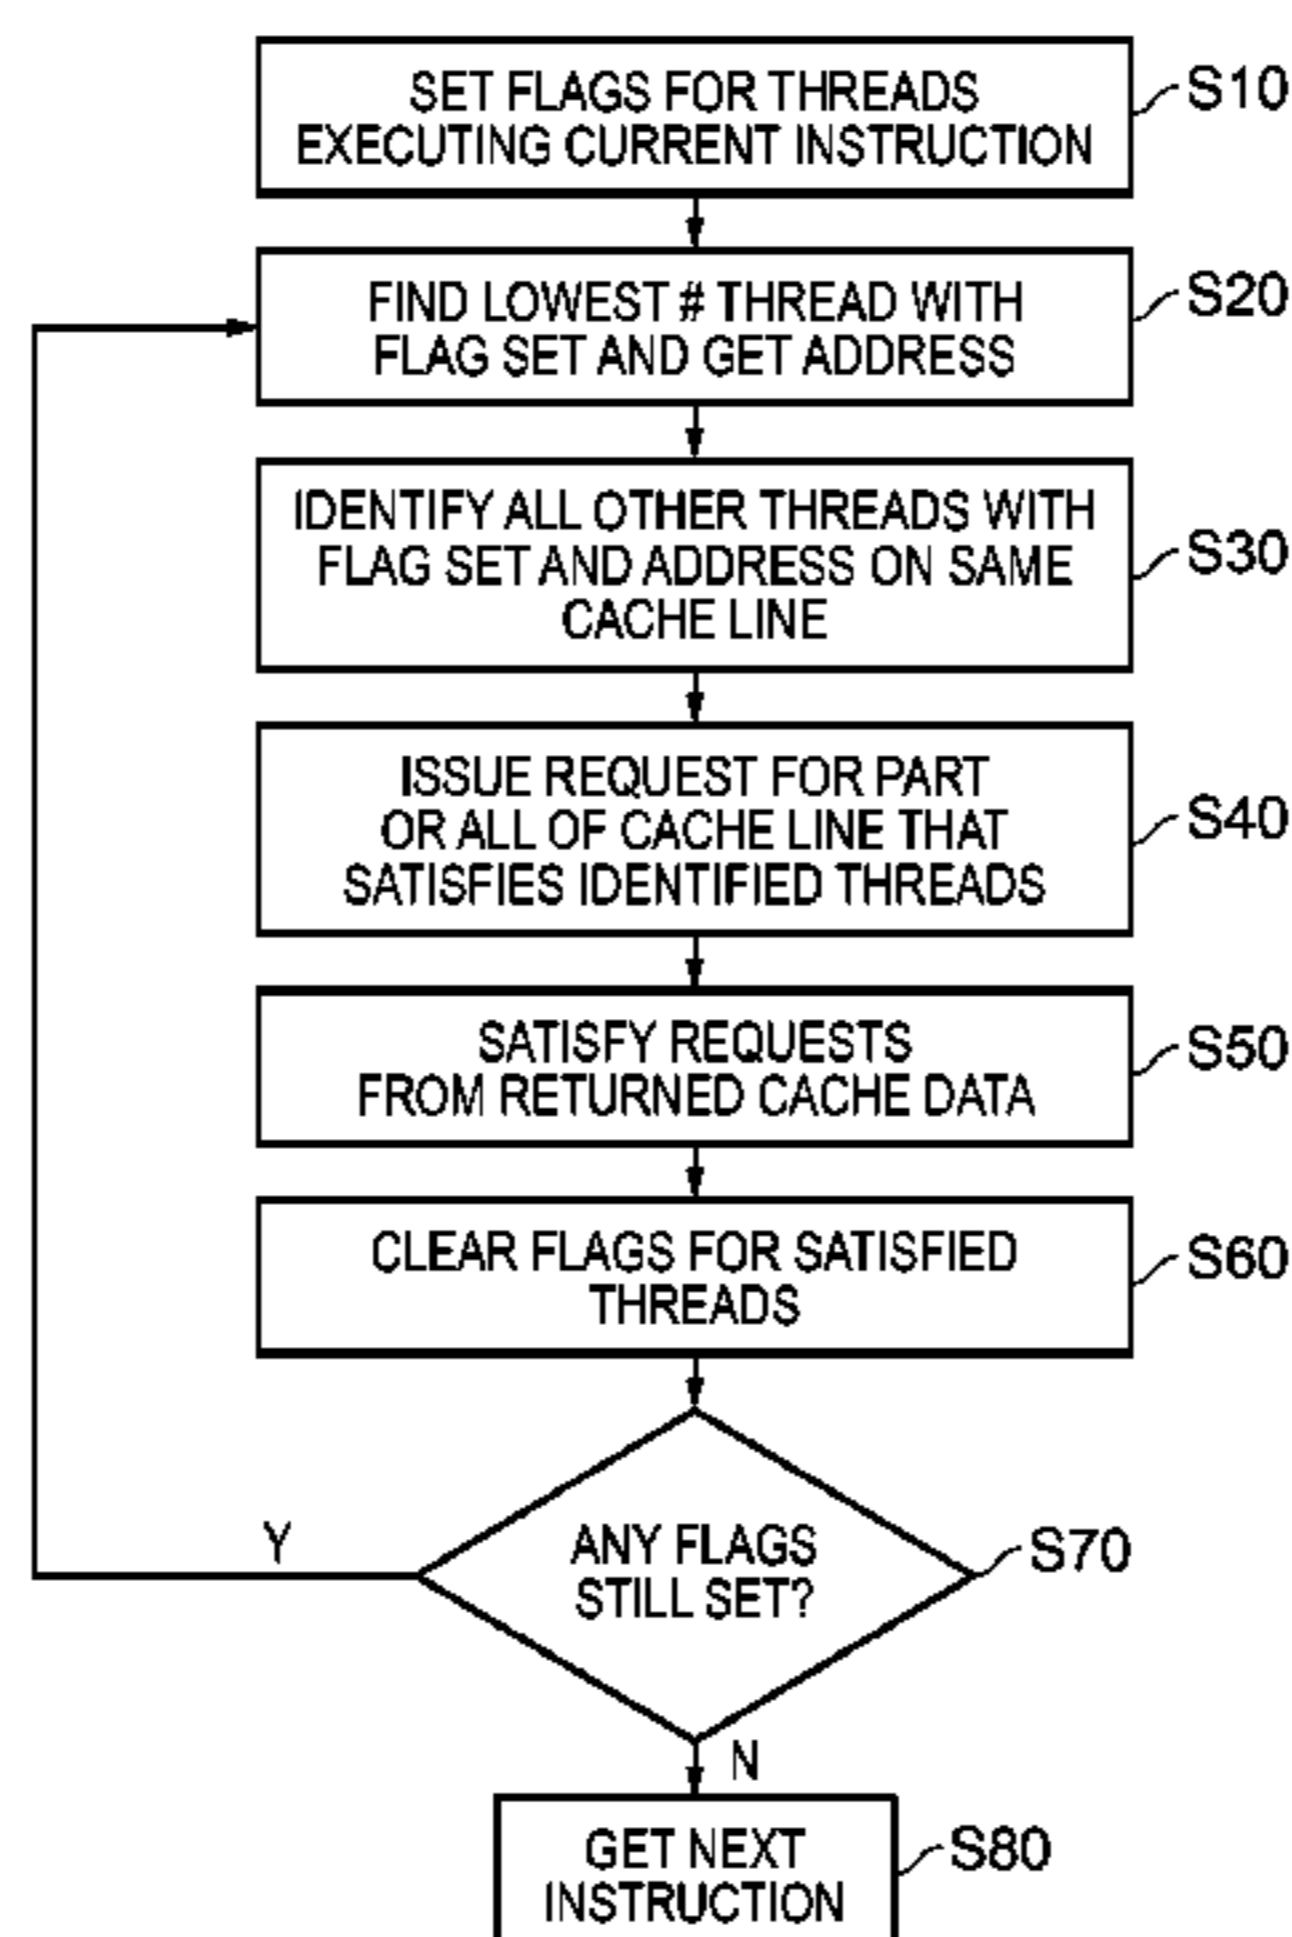 SET FLAGS FOR THREADS
EXECUTING CURRENT INSTRUCTION
S10
FIND LOWEST # THREAD WITH
FLAG SET AND GET ADDRESS
S20
IDENTIFY ALL OTHER THREADS WITH
FLAG SET AND ADDRESS ON SAME
CACHE LINE
S30
ISSUE REQUEST FOR PART
OR ALL OF CACHE LINE THAT
SATISFIES IDENTIFIED THREADS
S40
SATISFY REQUESTS
FROM RETURNED CACHE DATA
S50
CLEAR FLAGS FOR SATISFIED
THREADS
S60
ANY FLAGS
STILL SET?
S70
Y
N
GET NEXT
INSTRUCTION
S80